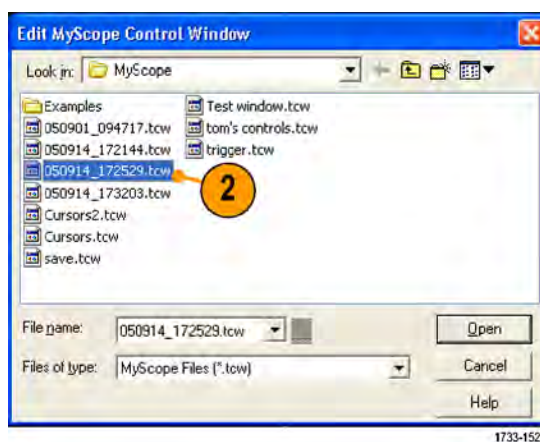 Edit MyScope Control Window
Look in: MyScope
Examples
050901_094717.tcw
050914_172144.tcw
050914_172529.tcw
050914_173203.tcw
Cursors2.tcw
Cursors.tcw
save.tcw
Test window.tcw
tom's controls.tcw
trigger.tcw
2
File name: 050914_172529.tcw
Open
Files of type: MyScope Files (*.tcw)
Cancel
Help
1733-152